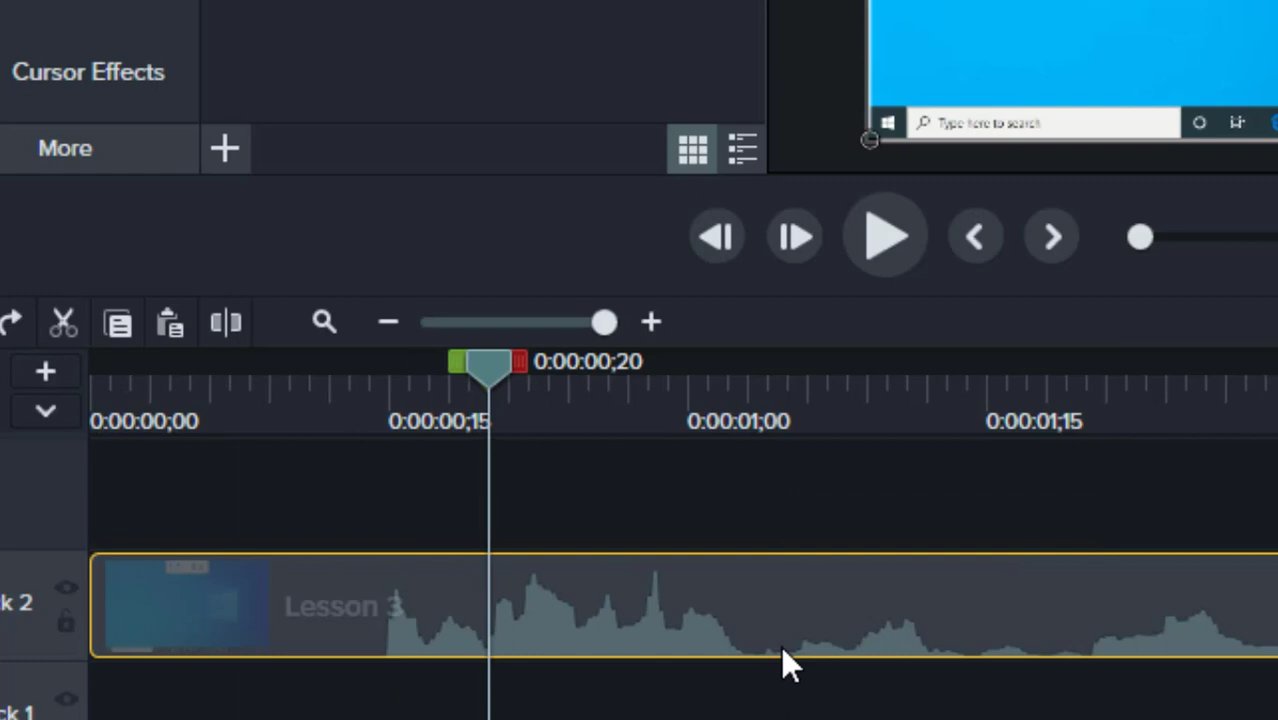 Cursor Effects
More
Type here to search
0:00:00;20
0:00:00;00
0:00:00;15
0:00:01;00
0:00:01;15
k 2
Lesson 3
ck 1